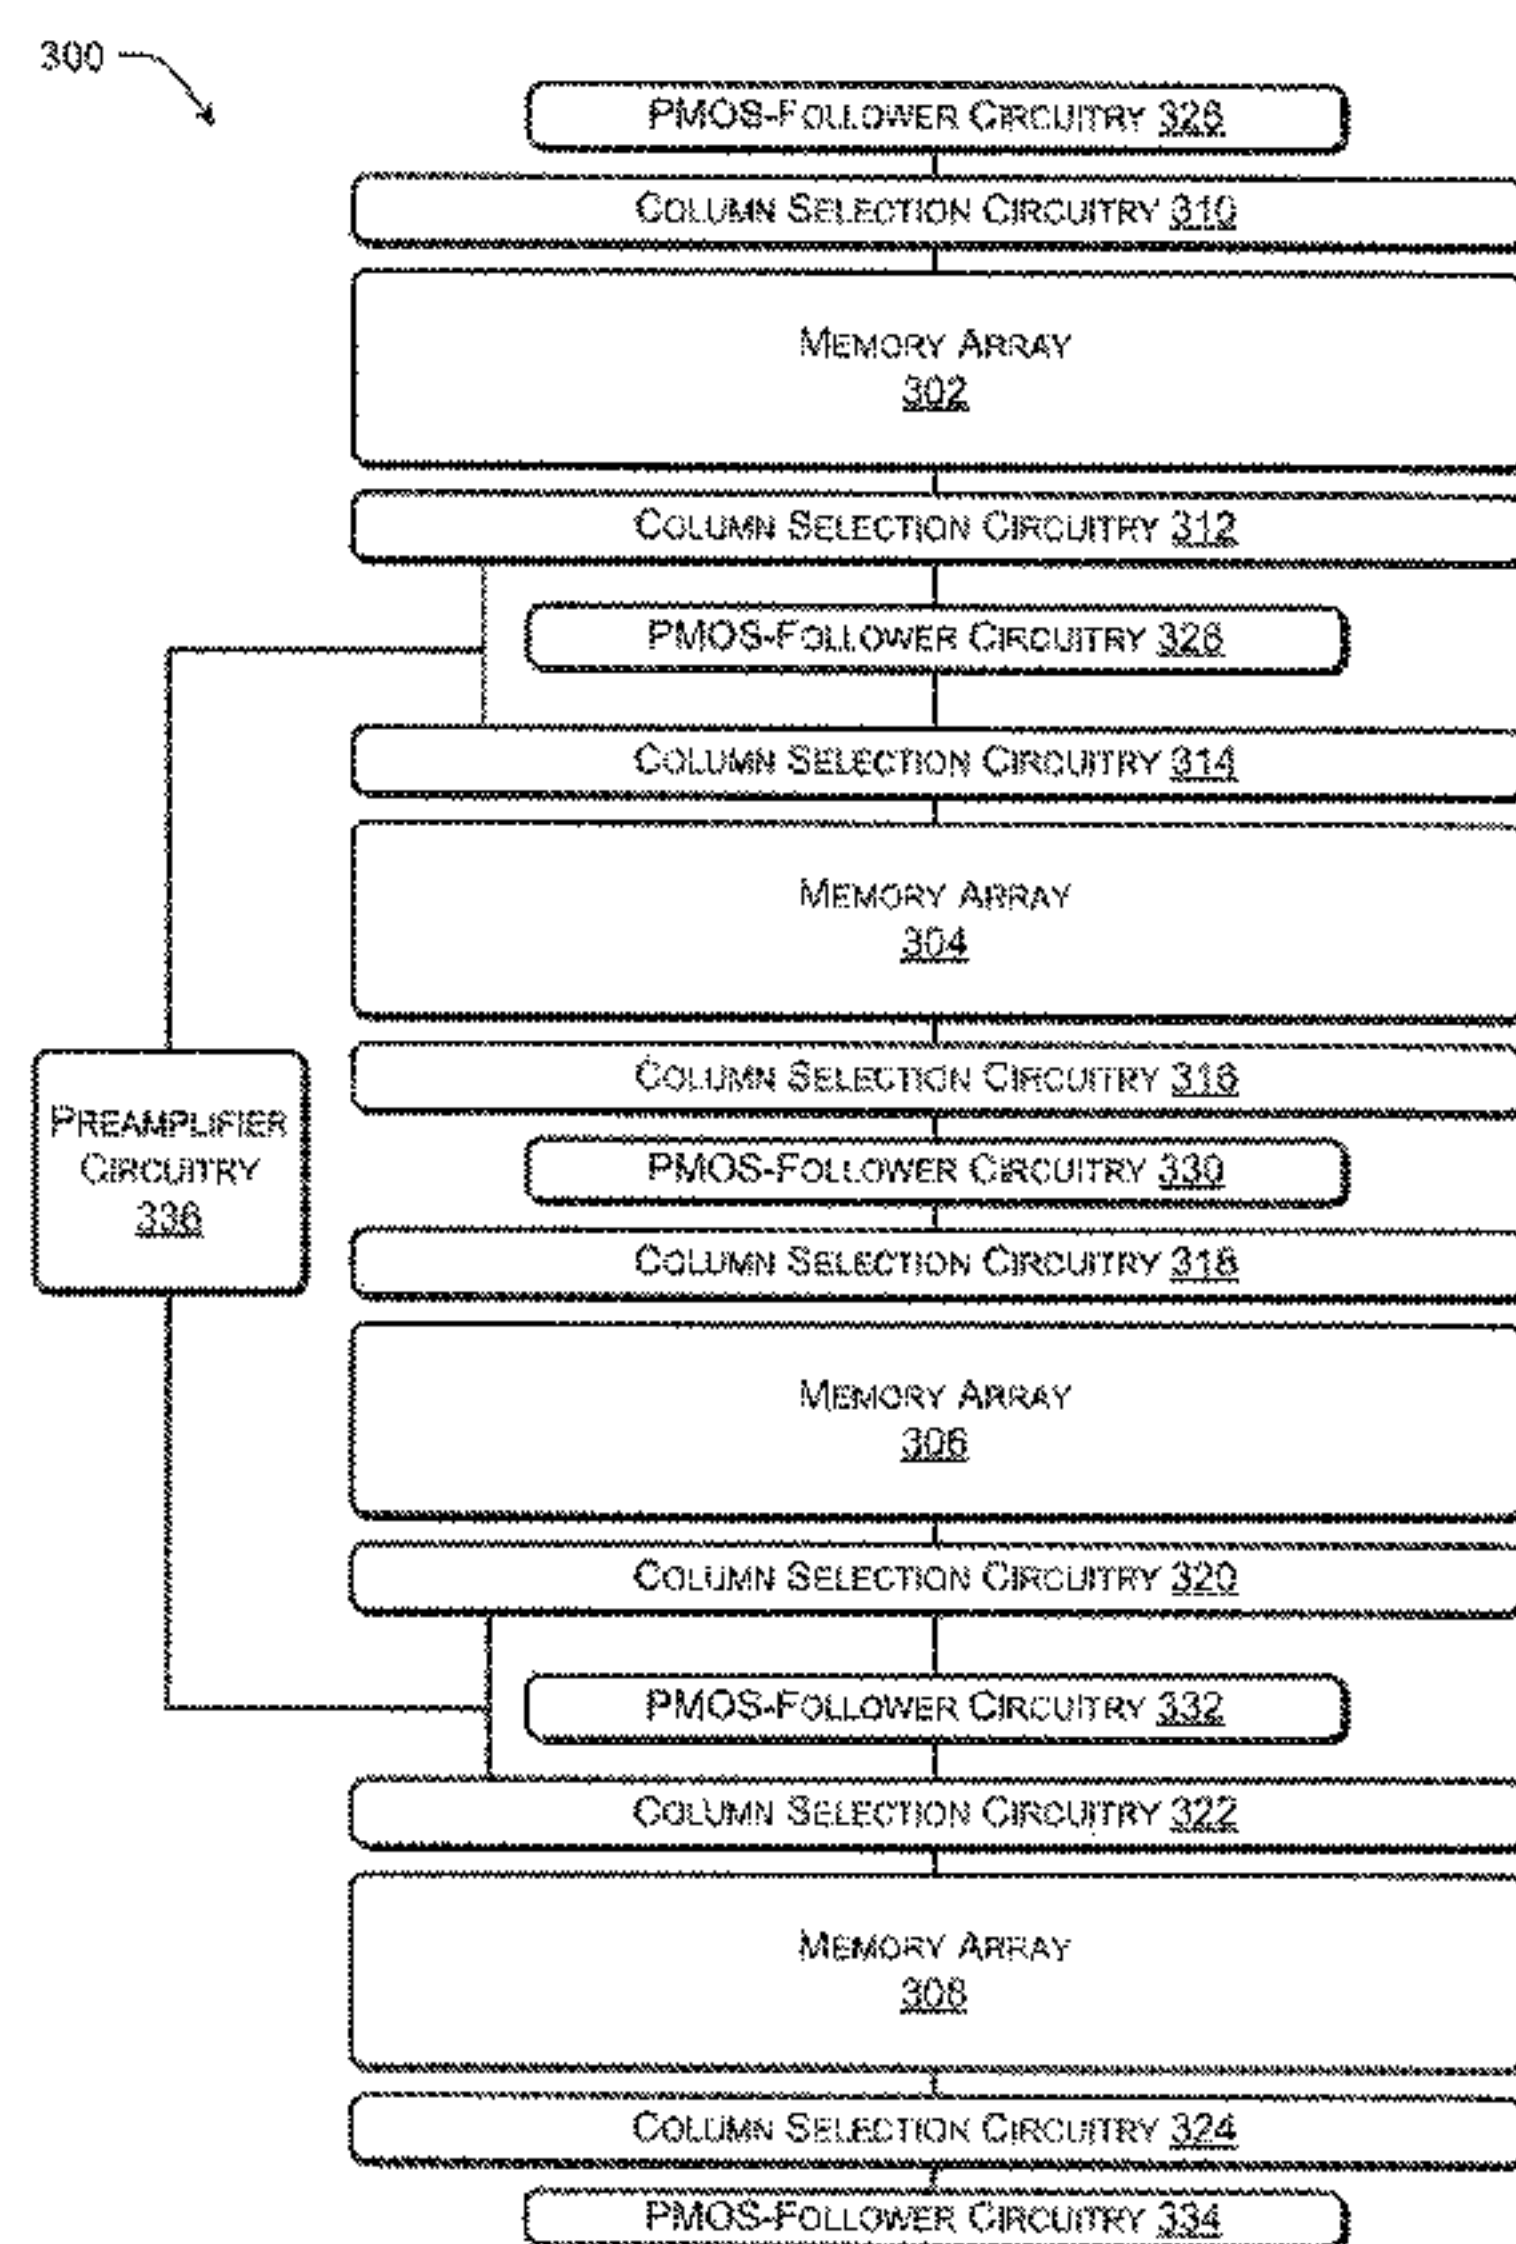 300
PMOS-FOLLOWER CIRCUITRY 326
COLUMN SELECTION CIRCUITRY 310
MEMORY ARRAY
302
COLUMN SELECTION CIRCUITRY 312
PMOS-FOLLOWER CIRCUITRY 328
COLUMN SELECTION CIRCUITRY 314
MEMORY ARRAY
304
COLUMN SELECTION CIRCUITRY 316
PREAMPLIFIER
CIRCUITRY
336
PMOS-FOLLOWER CIRCUITRY 330
COLUMN SELECTION CIRCUITRY 318
MEMORY ARRAY
306
COLUMN SELECTION CIRCUITRY 320
PMOS-FOLLOWER CIRCUITRY 332
COLUMN SELECTION CIRCUITRY 322
MEMORY ARRAY
308
COLUMN SELECTION CIRCUITRY 324
PMOS-FOLLOWER CIRCUITRY 334